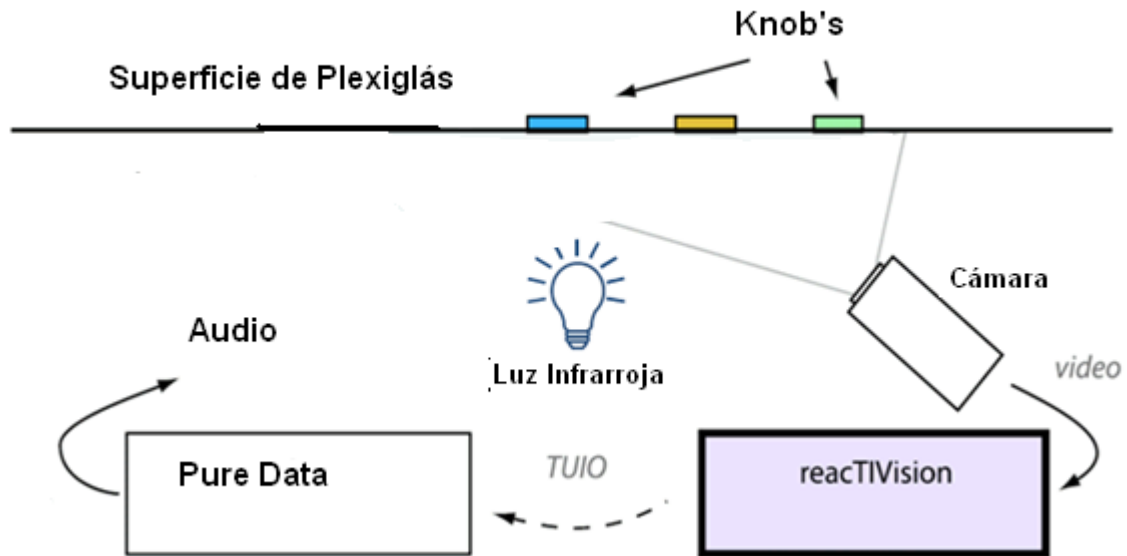 Knob's
Superficie de Plexiglás
Cámara
Audio
Luz Infrarroja
video
Pure Data
TUIO
reacTIVision